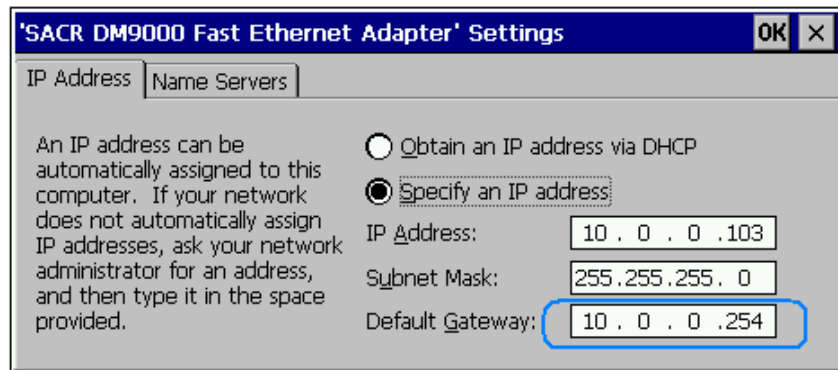 'SACR DM9000 Fast Ethernet Adapter' Settings OK ×
IP Address Name Servers
An IP address can be
automatically assigned to this
computer. If your network
does not automatically assign
IP addresses, ask your network
administrator for an address,
and then type it in the space
provided.
Obtain an IP address via DHCP
Specify an IP address
IP Address: 10 . 0 . 0 .103
Subnet Mask: 255.255.255. 0
Default Gateway: 10 . 0 . 0 .254